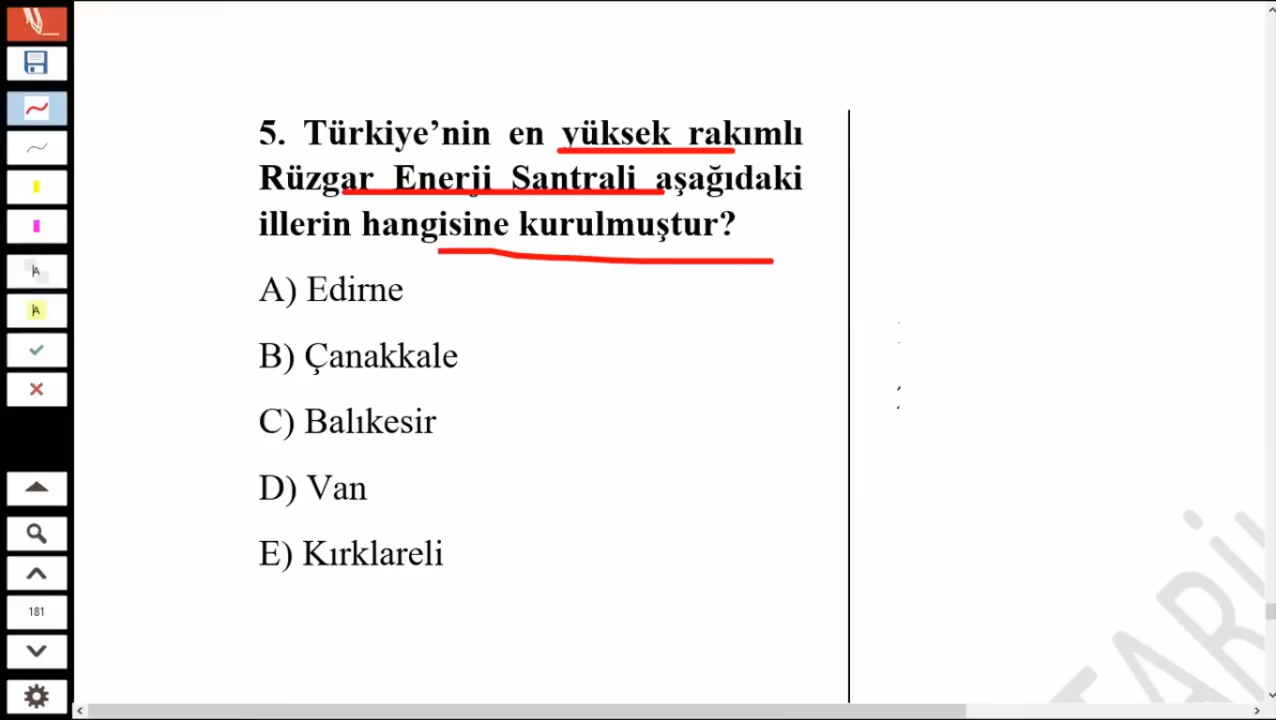 5. Türkiye’nin en yüksek rakımlı
Rüzgar Enerji Santrali aşağıdaki
illerin hangisine kurulmuştur?
A) Edirne
B) Çanakkale
C) Balıkesir
D) Van
E) Kırklareli
181